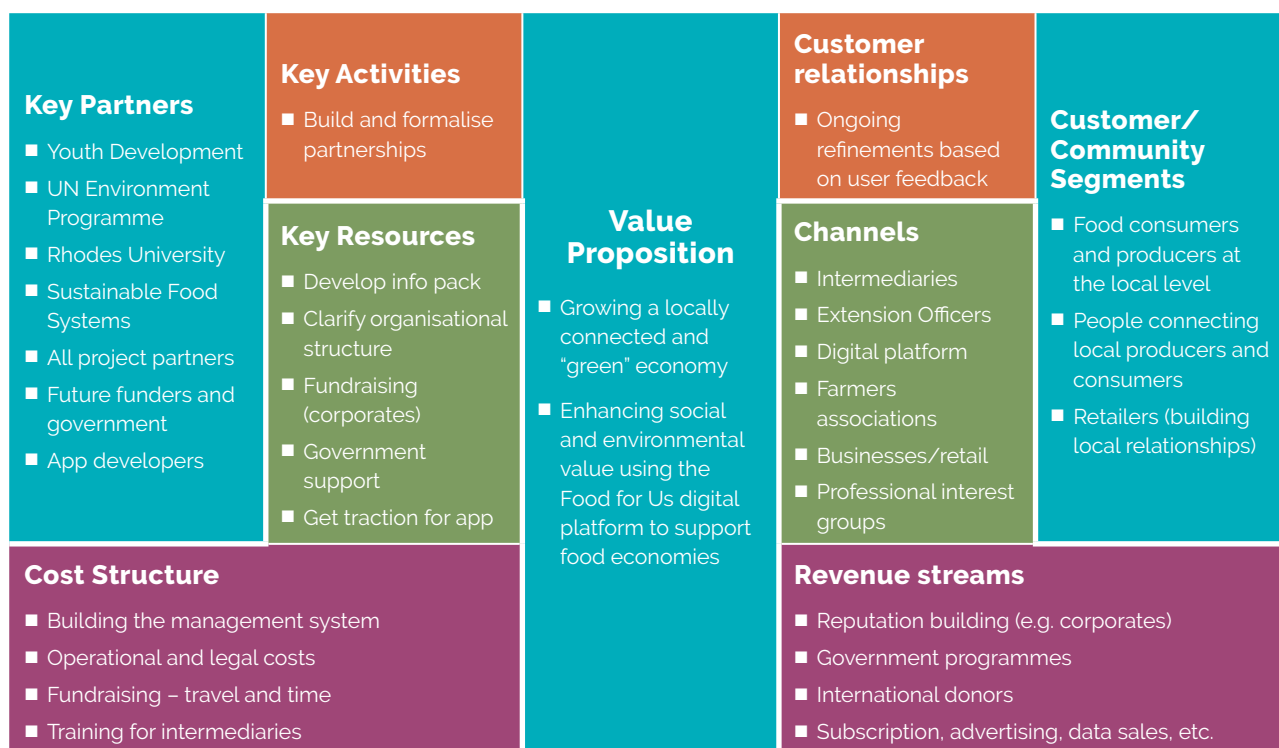 Key Partners
■ Youth Development
■ UN Environment
Programme
■ Rhodes University
■ Sustainable Food
Systems
■ All project partners
■ Future funders and
government
■ App developers
Key Activities
■ Build and formalise
partnerships
Key Resources
■ Develop info pack
■ Clarify organisational
structure
■ Fundraising
(corporates)
■ Government
support
■ Get traction for app
Value
Proposition
■ Growing a locally
connected and
“green” economy
■ Enhancing social
and environmental
value using the
Food for Us digital
platform to support
food economies
Customer
relationships
■ Ongoing
refinements based
on user feedback
Channels
■ Intermediaries
■ Extension Officers
■ Digital platform
■ Farmers
associations
■ Businesses/retail
■ Professional interest
groups
Customer/
Community
Segments
■ Food consumers
and producers at
the local level
■ People connecting
local producers and
consumers
■ Retailers (building
local relationships)
Cost Structure
■ Building the management system
■ Operational and legal costs
■ Fundraising – travel and time
■ Training for intermediaries
Revenue streams
■ Reputation building (e.g. corporates)
■ Government programmes
■ International donors
■ Subscription, advertising, data sales, etc.